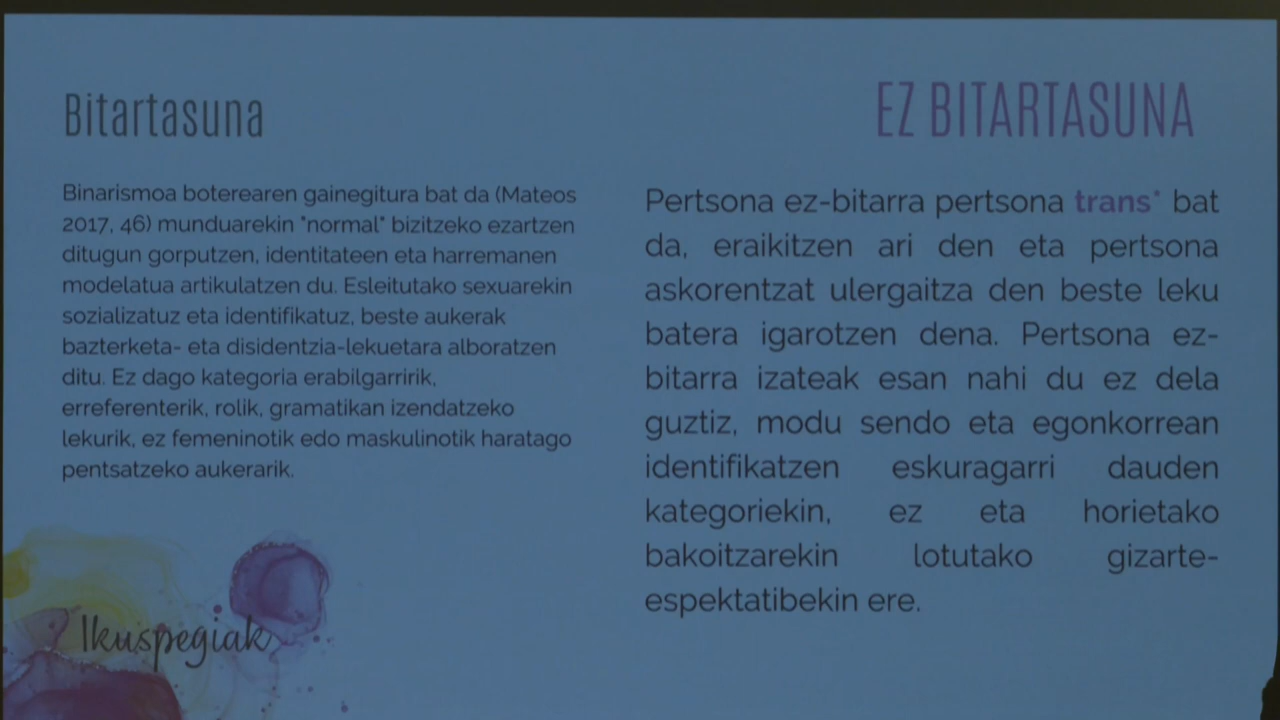 Bitartasuna
Binarismoa boterearen gainegitura bat da (Mateos
2017, 46) munduarekin "normal" bizitzeko ezartzen
ditugun gorputzen, identitateen eta harremanen
modelatua artikulatzen du. Esleitutako sexuarekin
sozializatuz eta identifikatuz, beste aukerak
bazterketa- eta disidentzia-lekuetara alboratzen
ditu. Ez dago kategoria erabilgarririk,
erreferenterik, rolik, gramatikan izendatzeko
lekurik, ez femeninotik edo maskulinotik haratago
pentsatzeko aukerarik.
Ikuspegiak
EZ BITARTASUNA
Pertsona ez-bitarra pertsona trans* bat
da, eraikitzen ari den eta pertsona
askorentzat ulergaitza den beste leku
batera igarotzen dena. Pertsona ez-
bitarra izateak esan nahi du ez dela
guztiz, modu sendo eta egonkorrean
identifikatzen eskuragarri dauden
kategoriekin, ez eta horietako
bakoitzarekin lotutako gizarte-
espektatibekin ere.